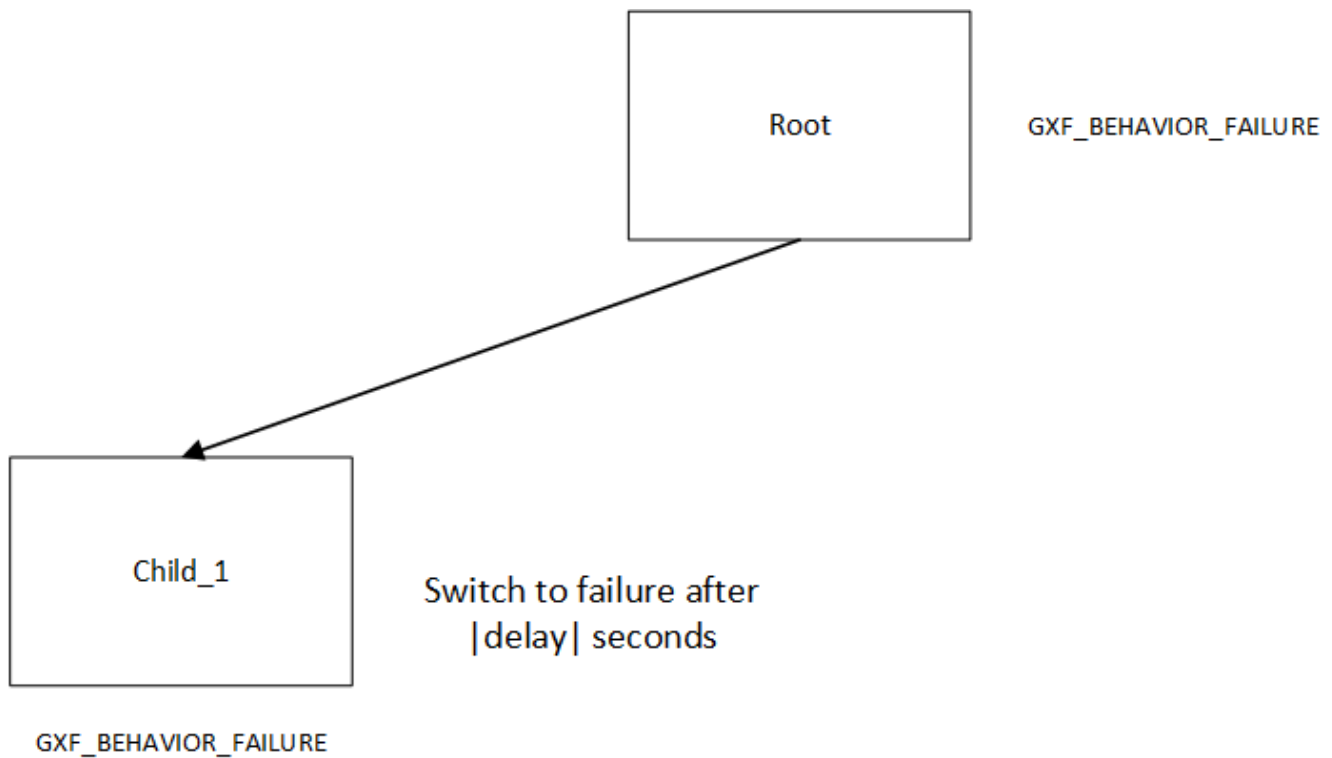 Root
GXF_BEHAVIOR_FAILURE
Child_1
Switch to failure after
|delay| seconds
GXF_BEHAVIOR_FAILURE